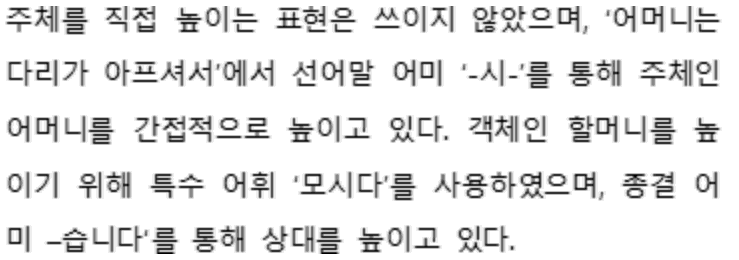 주체를 직접 높이는 표현은 쓰이지 않았으며, ‘어머니는
다리가 아프셔서’에서 선어말 어미 ‘-시-’를 통해 주체인
어머니를 간접적으로 높이고 있다. 객체인 할머니를 높
이기 위해 특수 어휘 ‘모시다’를 사용하였으며, 종결 어
미 –습니다‘를 통해 상대를 높이고 있다.